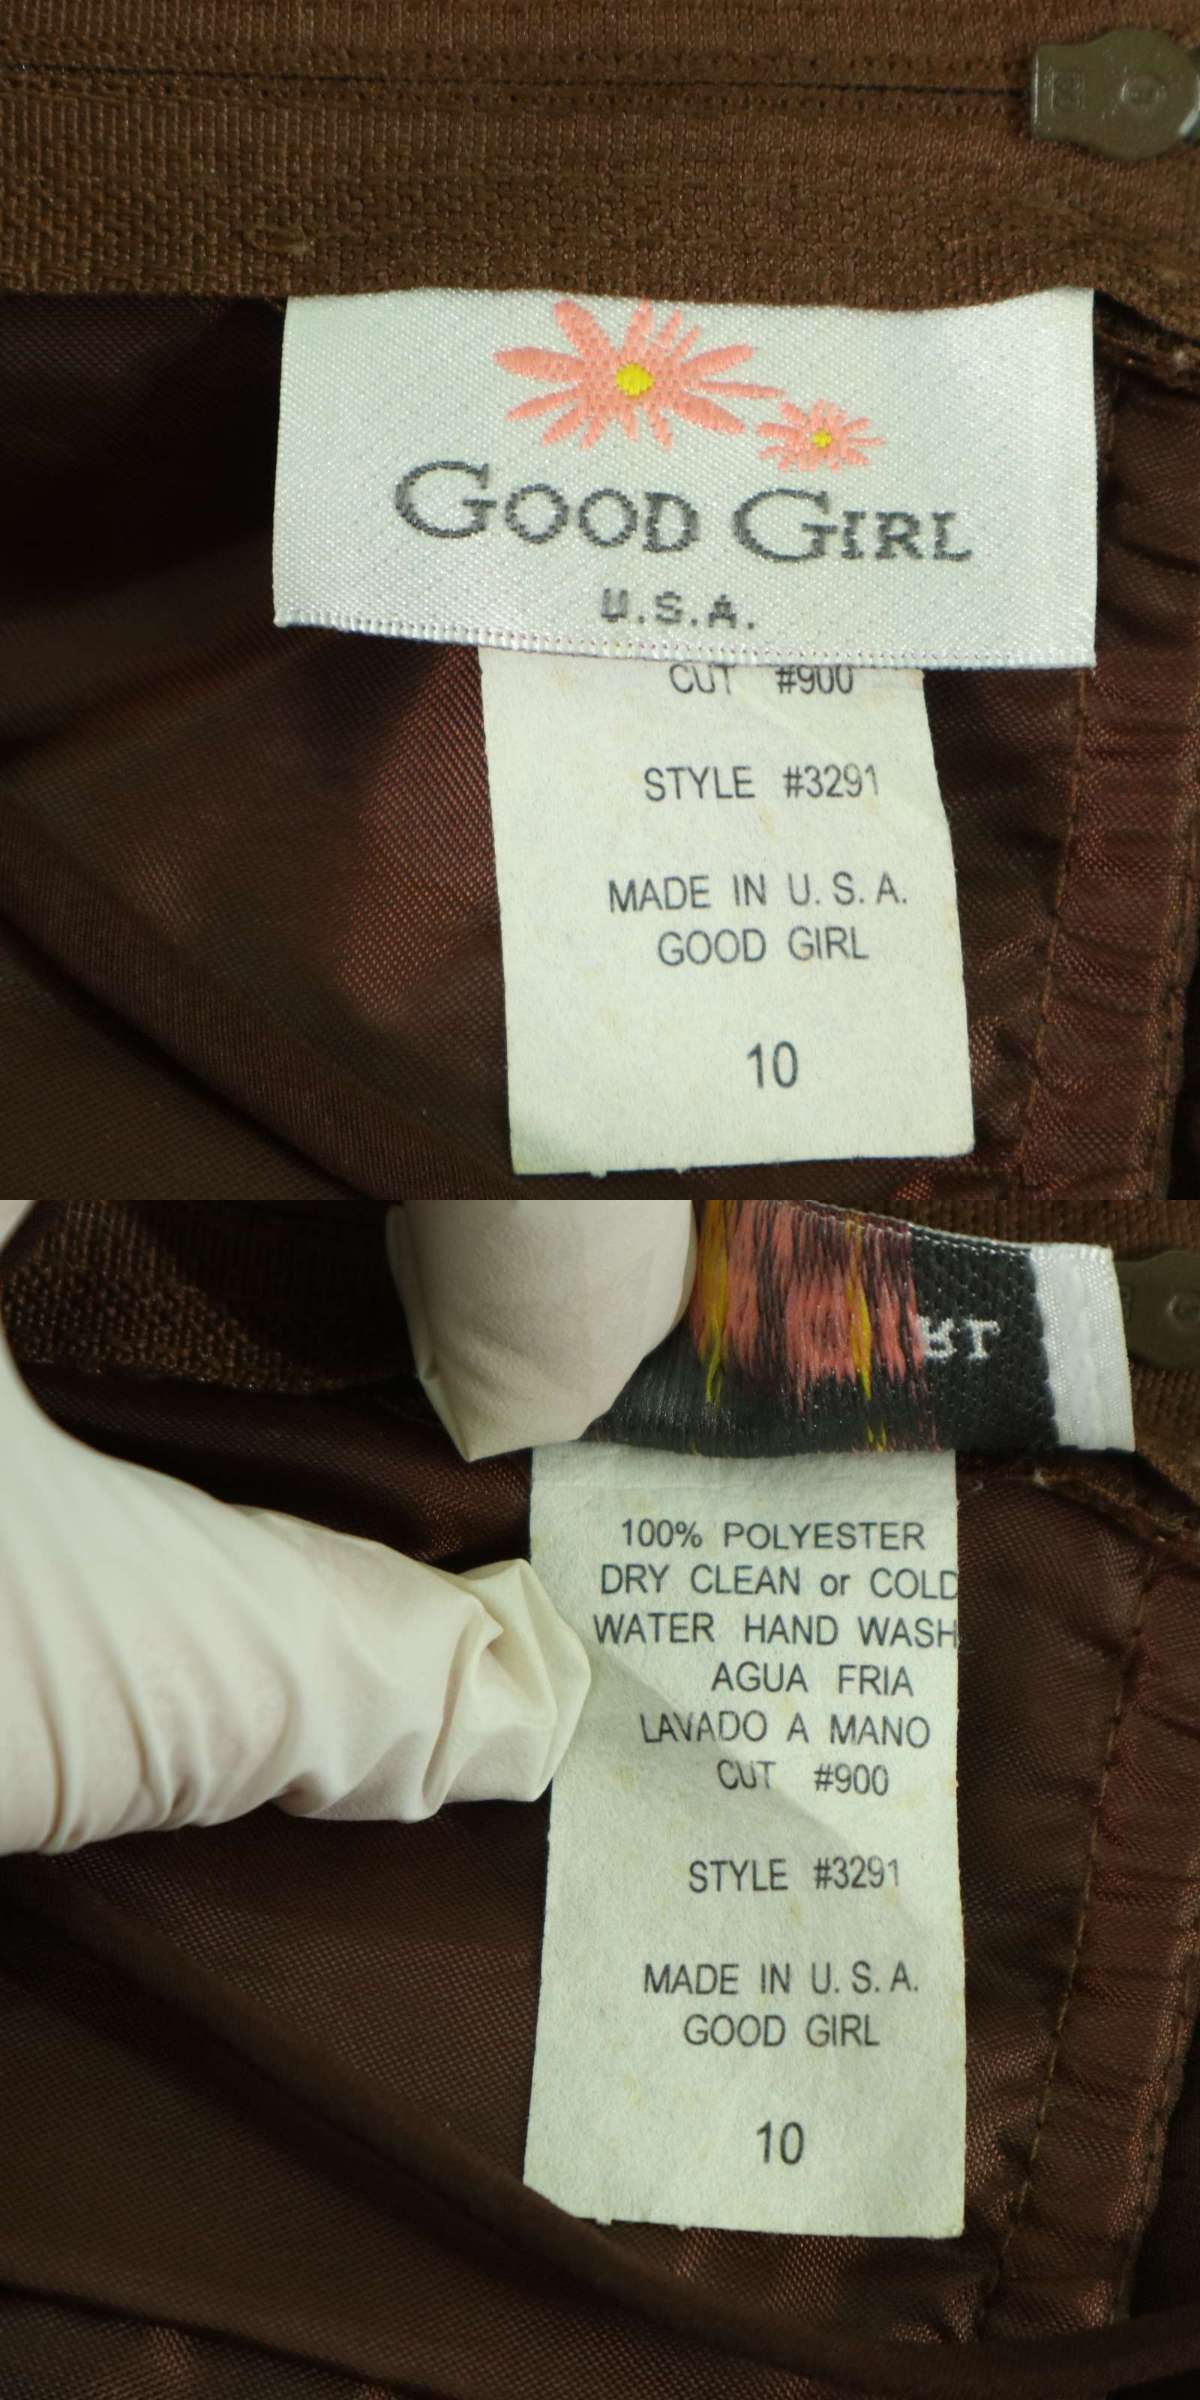 GOOD GIRL
U.S.A.
CUT #900
STYLE #3291
MADE IN U.S.A.
GOOD GIRL
10
RL
100% POLYESTER
DRY CLEAN or COLD
WATER HAND WASH
AGUA FRIA
LAVADO A MANO
CUT #900
STYLE #3291
MADE IN U.S.A.
GOOD GIRL
10